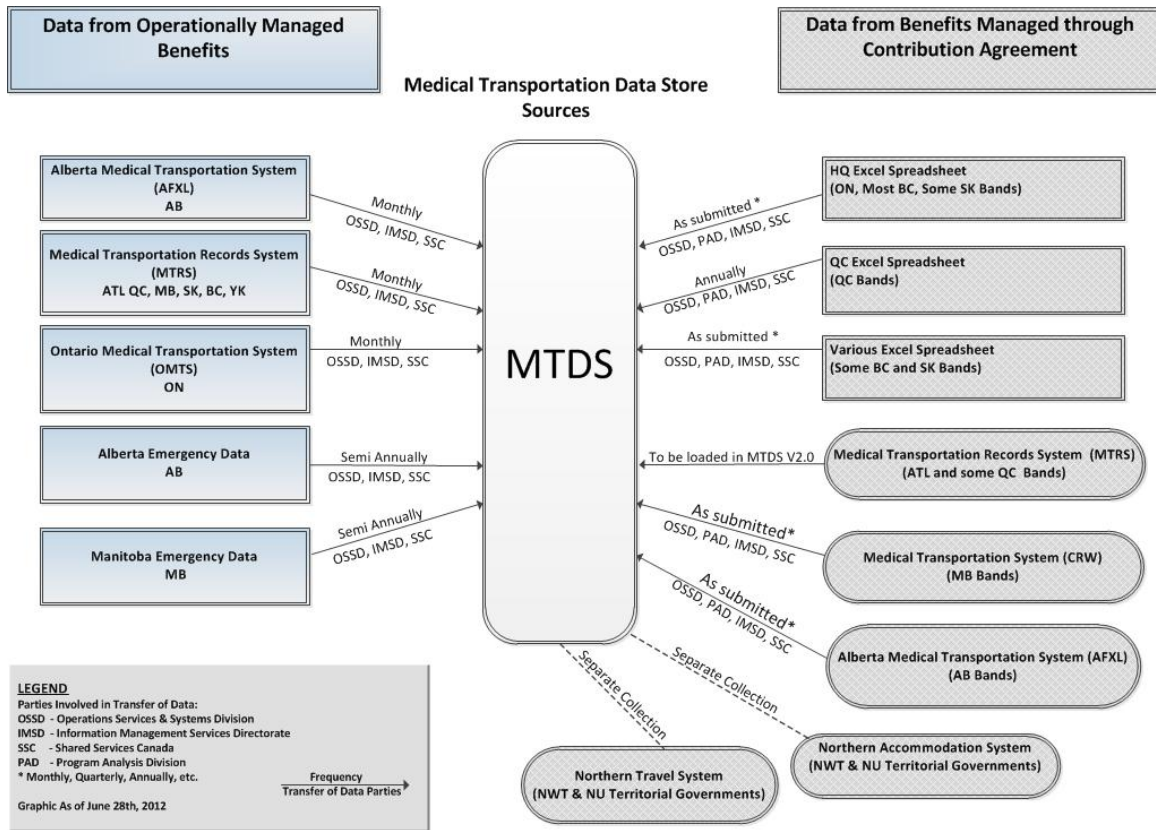 Data from Operationally Managed
Benefits
Data from Benefits Managed through
Contribution Agreement
Medical Transportation Data Store
Sources
Alberta Medical Transportation System
(AFXL)
AB
Monthly
OSSD, IMSD, SSC
Medical Transportation Records System
(MTRS)
ATL QC, MB, SK, BC, YK
Monthly
OSSD, IMSD, SSC
Ontario Medical Transportation System
(OMTS)
ON
Monthly
OSSD, IMSD, SSC
Alberta Emergency Data
AB
Semi Annually
OSSD, IMSD, SSC
Manitoba Emergency Data
MB
Semi Annually
OSSD, IMSD, SSC
MTDS
HQ Excel Spreadsheet
(ON, Most BC, Some SK Bands)
As submitted *
OSSD, PAD, IMSD, SSC
QC Excel Spreadsheet
(QC Bands)
Annually
OSSD, PAD, IMSD, SSC
Various Excel Spreadsheet
(Some BC and SK Bands)
As submitted *
OSSD, PAD, IMSD, SSC
Medical Transportation Records System (MTRS)
(ATL and some QC Bands)
To be loaded in MTDS V2.0
Medical Transportation System (CRW)
(MB Bands)
As submitted*
OSSD, PAD, IMSD, SSC
Alberta Medical Transportation System (AFXL)
(AB Bands)
As submitted*
OSSD, PAD, IMSD, SSC
Separate Collection
Northern Accommodation System
(NWT & NU Territorial Governments)
Separate Collection
Northern Travel System
(NWT & NU Territorial Governments)
LEGEND
Parties Involved in Transfer of Data:
OSSD - Operations Services & Systems Division
IMSD - Information Management Services Directorate
SSC - Shared Services Canada
PAD - Program Analysis Division
* Monthly, Quarterly, Annually, etc.
Frequency
Transfer of Data Parties
Graphic As of June 28th, 2012